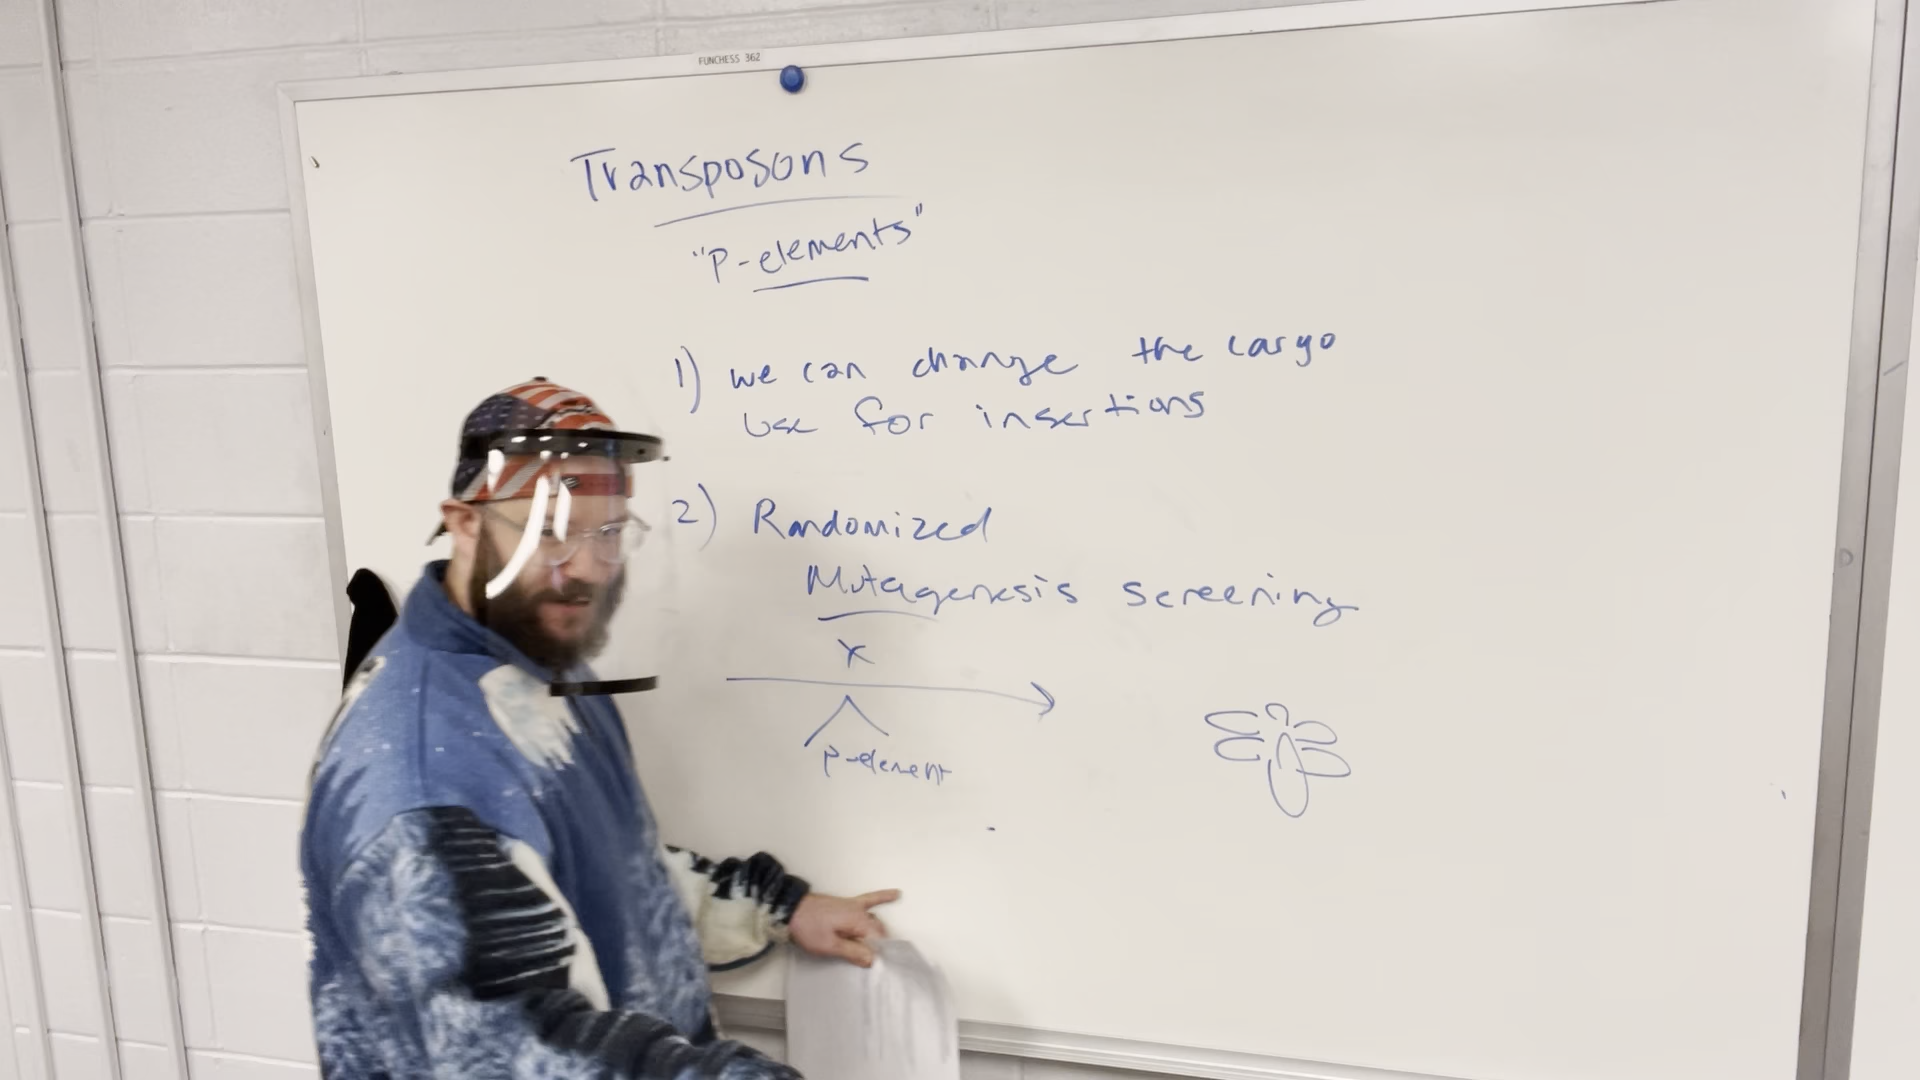 FUNCHESS 362
Transposons
"P-elements"
1) we can change the cargo
use for insertions
2) Randomized
Mutagenesis screening
x
p-element